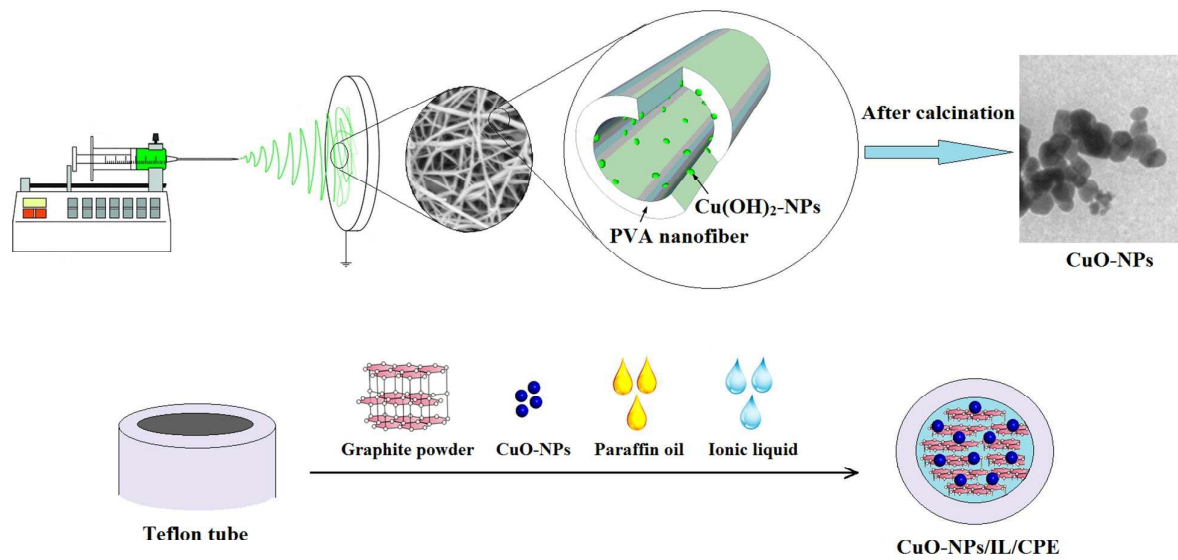 After calcination
Cu(OH)₂-NPs
PVA nanofiber
CuO-NPs
Graphite powder
CuO-NPs
Paraffin oil
Ionic liquid
Teflon tube
CuO-NPs/IL/CPE